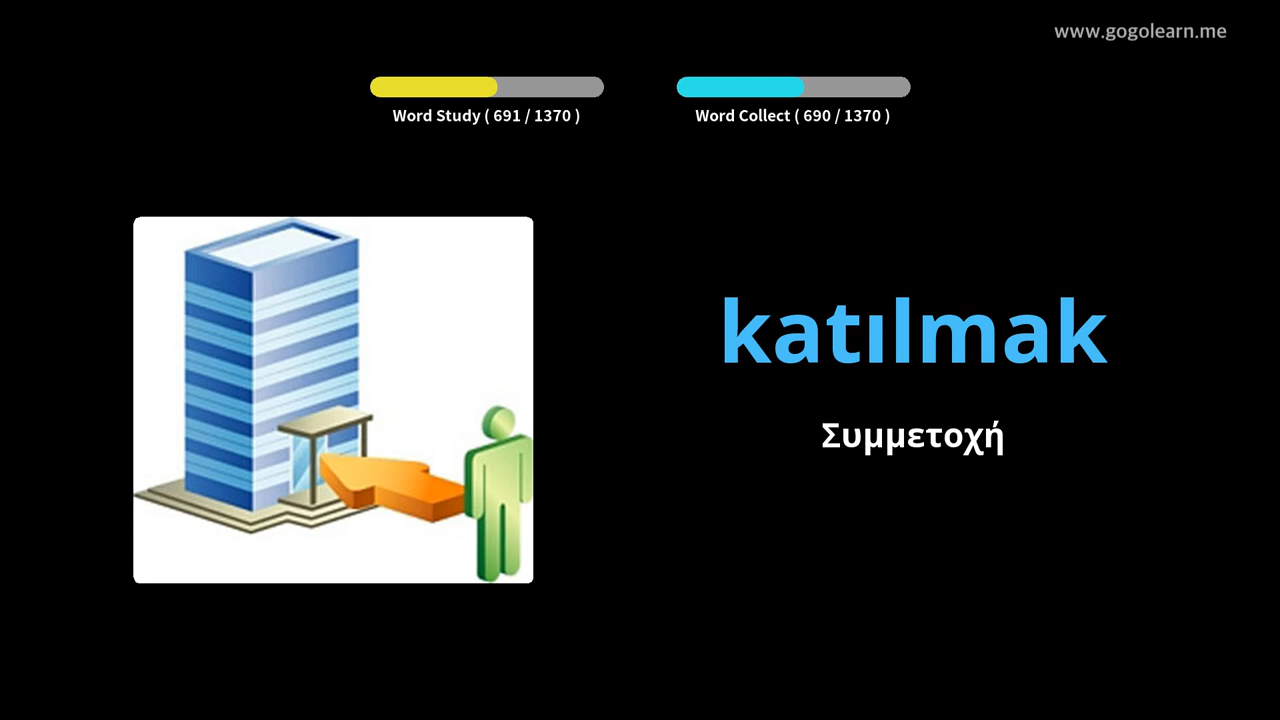 www.gogolearn.me
Word Study ( 691 / 1370 )
Word Collect ( 690 / 1370 )
katılmak
Συμμετοχή